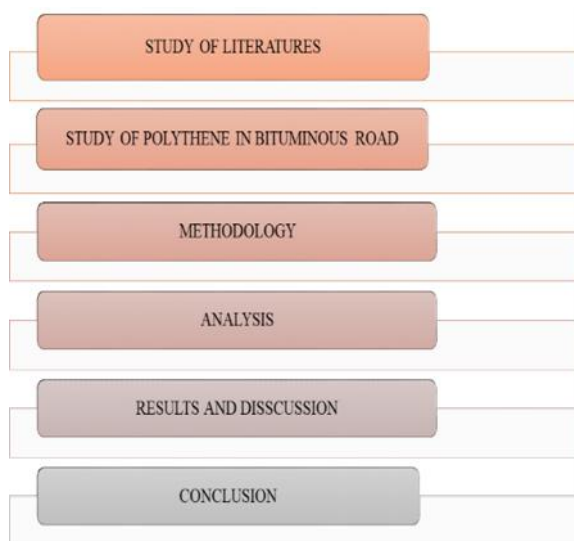 STUDY OF LITERATURES
STUDY OF POLYTHENE IN BITUMINOUS ROAD
METHODOLOGY
ANALYSIS
RESULTS AND DISSCUSSION
CONCLUSION